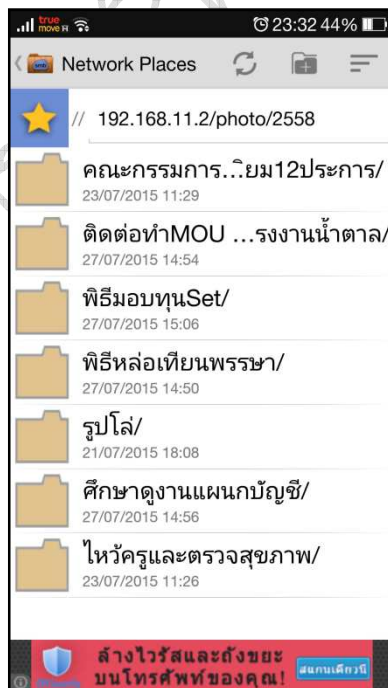 true
move H 23:32 44%
Network Places
// 192.168.11.2/photo/2558
คณะกรรมการ...ิยม12ประการ/
23/07/2015 11:29
ติดต่อทำMOU ...รงงานน้ำตาล/
27/07/2015 14:54
พิธีมอบทุนSet/
27/07/2015 15:06
พิธีหล่อเทียนพรรษา/
27/07/2015 14:50
รูปโล่/
21/07/2015 18:08
ศึกษาดูงานแผนกบัญชี/
27/07/2015 14:56
ไหว้ครูและตรวจสุขภาพ/
23/07/2015 11:26
ล้างไวรัสและถังขยะ
บนโทรศัพท์ของคุณ!
สแกนเดี๋ยวนี้